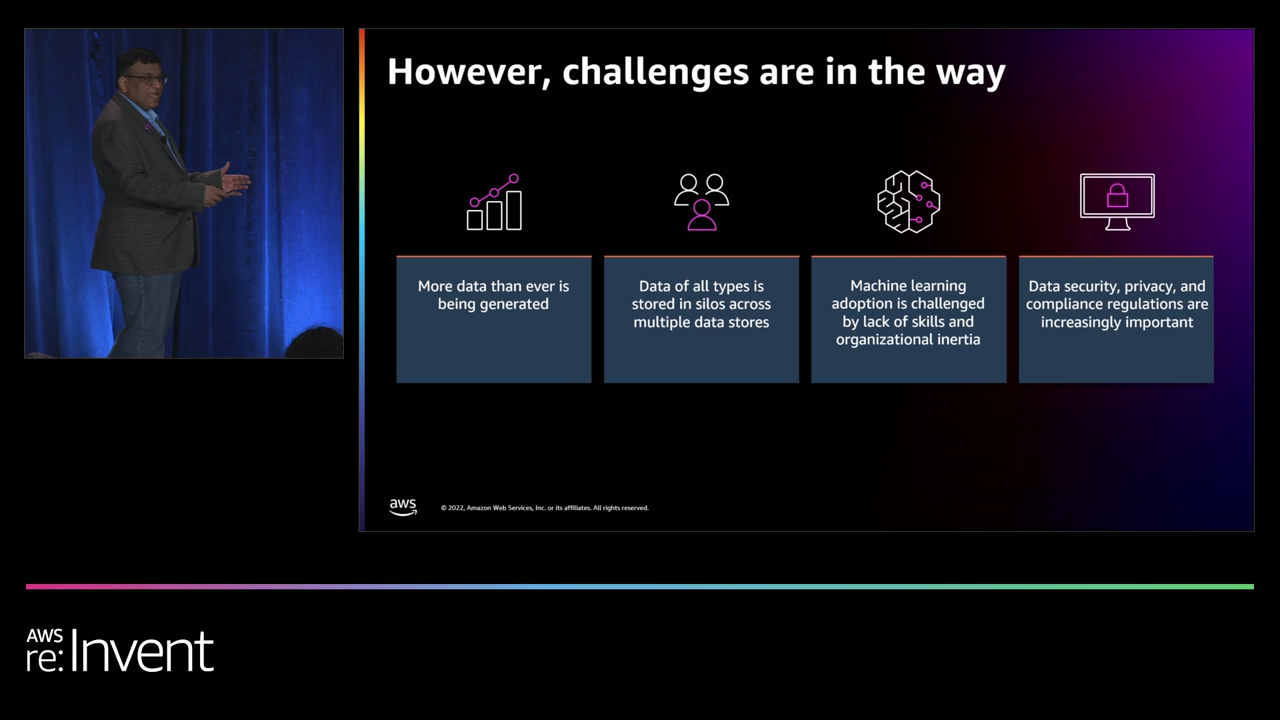 However, challenges are in the way
More data than ever is
being generated
Data of all types is
stored in silos across
multiple data stores
Machine learning
adoption is challenged
by lack of skills and
organizational inertia
Data security, privacy, and
compliance regulations are
increasingly important
aws
© 2022, Amazon Web Services, Inc. or its affiliates. All rights reserved.
AWS
re:Invent